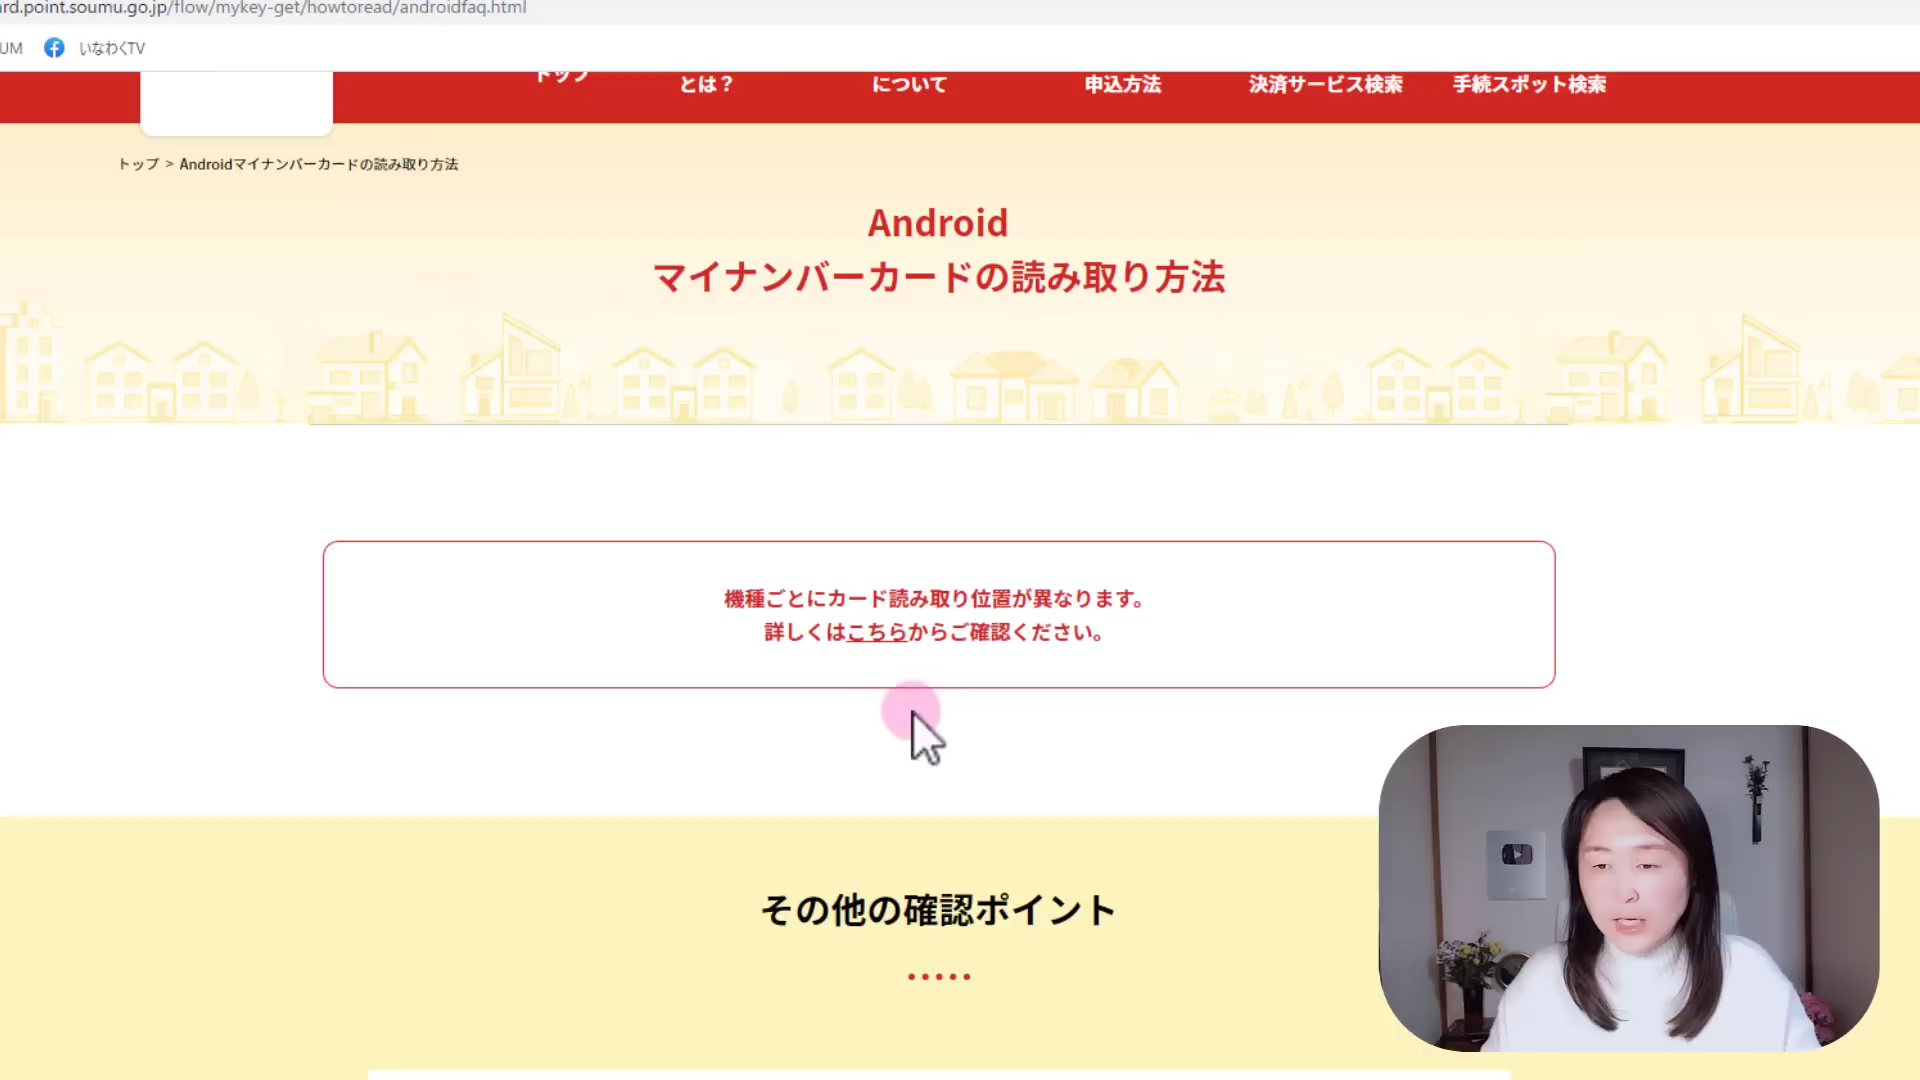 rd.point.soumu.go.jp/flow/mykey-get/howtoread/androidfaq.html
UM いなわくTV
トップ とは？ について 申込方法 決済サービス検索 手続スポット検索
トップ > Androidマイナンバーカードの読み取り方法
Android
マイナンバーカードの読み取り方法
機種ごとにカード読み取り位置が異なります。
詳しくはこちらからご確認ください。
その他の確認ポイント